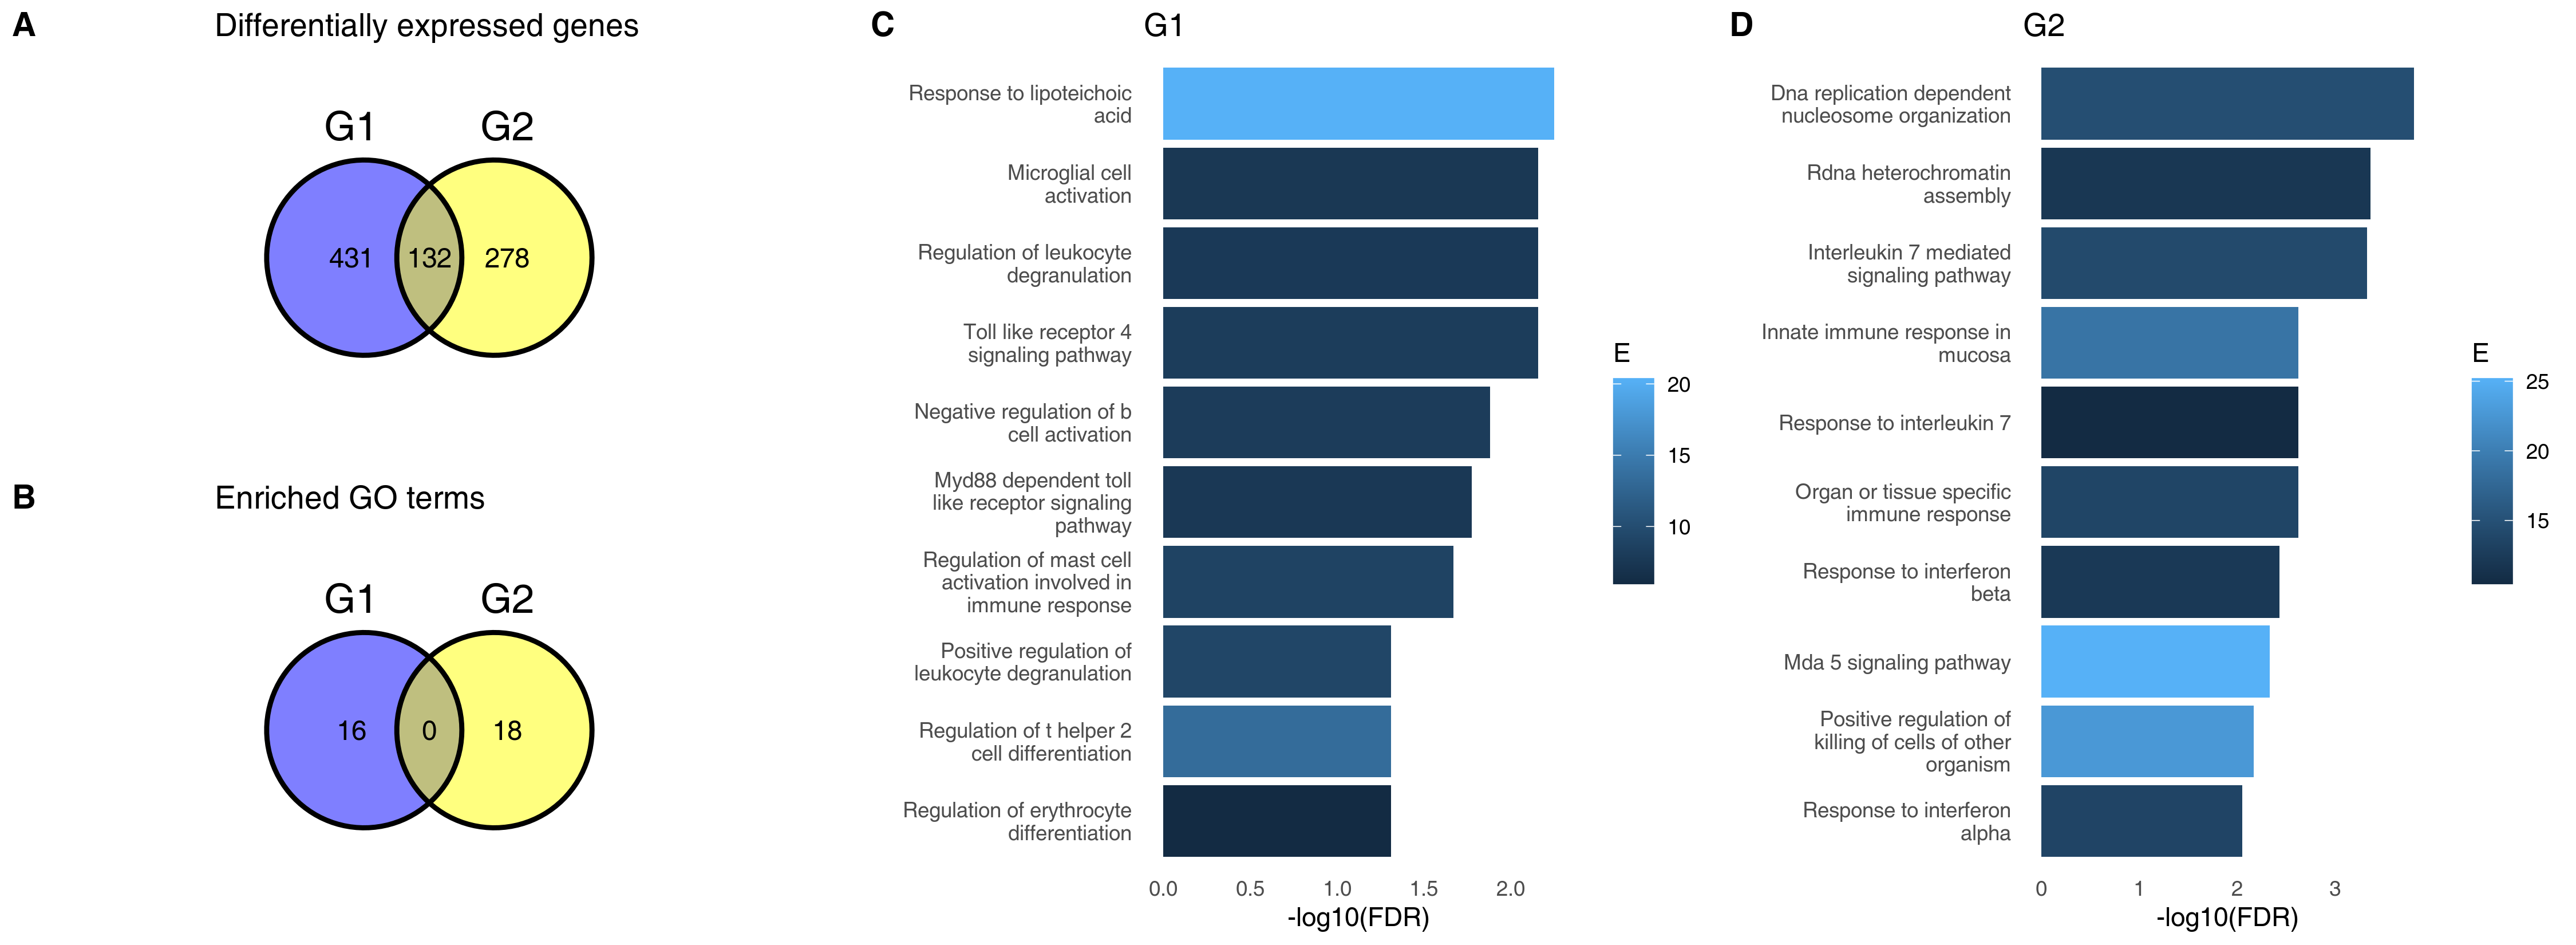 A
Differentially expressed genes
G1
G2
431
132
278
B
Enriched GO terms
G1
G2
16
0
18
C
G1
Response to lipoteichoic
acid
Microglial cell
activation
Regulation of leukocyte
degranulation
Toll like receptor 4
signaling pathway
Negative regulation of b
cell activation
Myd88 dependent toll
like receptor signaling
pathway
Regulation of mast cell
activation involved in
immune response
Positive regulation of
leukocyte degranulation
Regulation of t helper 2
cell differentiation
Regulation of erythrocyte
differentiation
0.0
0.5
1.0
1.5
2.0
-log10(FDR)
E
20
15
10
D
G2
Dna replication dependent
nucleosome organization
Rdna heterochromatin
assembly
Interleukin 7 mediated
signaling pathway
Innate immune response in
mucosa
Response to interleukin 7
Organ or tissue specific
immune response
Response to interferon
beta
Mda 5 signaling pathway
Positive regulation of
killing of cells of other
organism
Response to interferon
alpha
0
1
2
3
-log10(FDR)
E
25
20
15